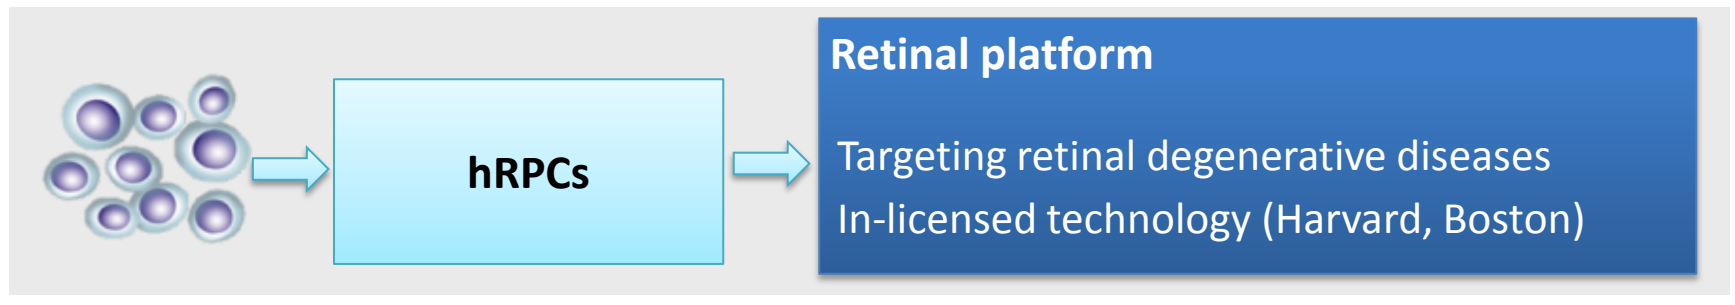 hRPCs
Retinal platform
Targeting retinal degenerative diseases
In-licensed technology (Harvard, Boston)